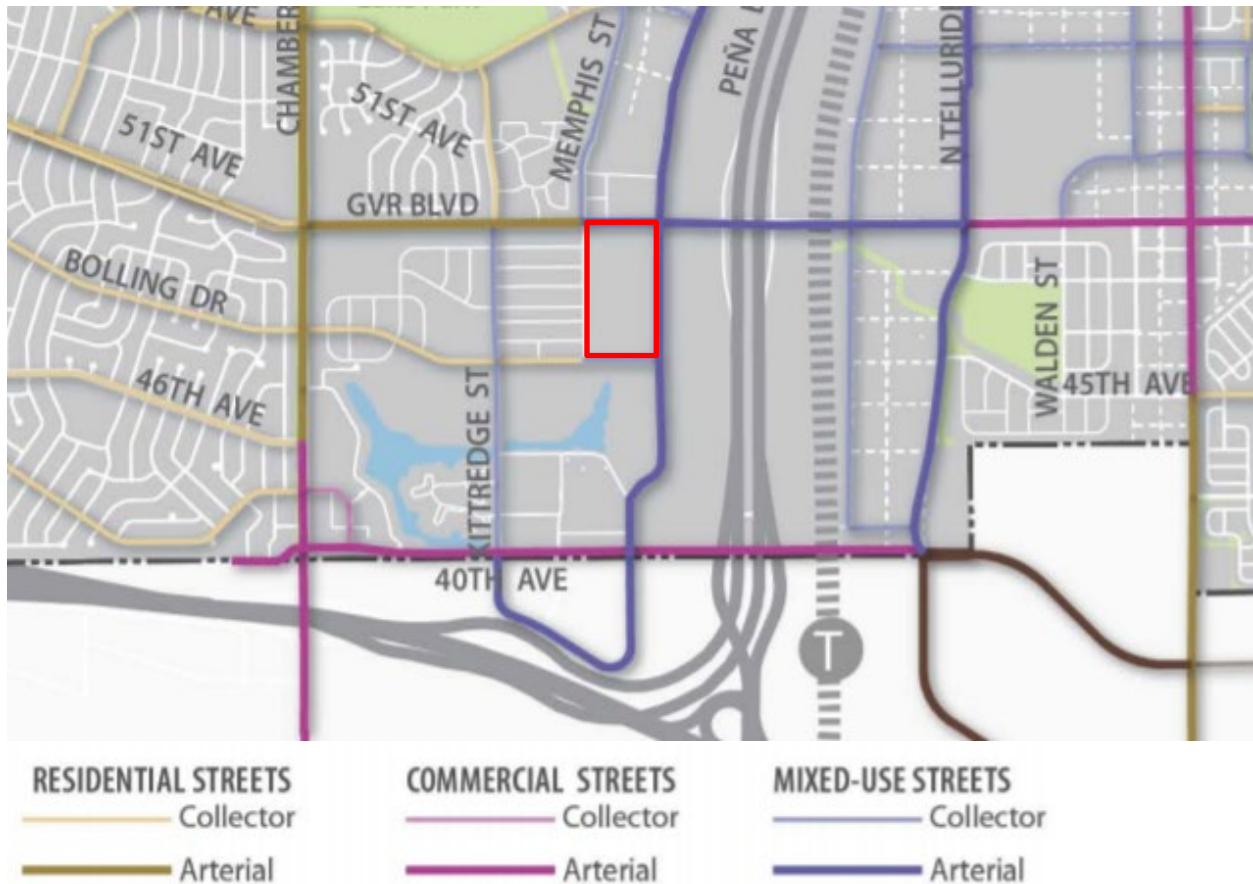 AVE
CHAMBER
MEMPHIS ST
PEÑA
N TELLURID
51ST AVE
51ST AVE
GVR BLVD
BOLLING DR
WALDEN ST
46TH AVE
45TH AVE
KITTREDGE ST
40TH AVE
T
RESIDENTIAL STREETS
Collector
Arterial
COMMERCIAL STREETS
Collector
Arterial
MIXED-USE STREETS
Collector
Arterial